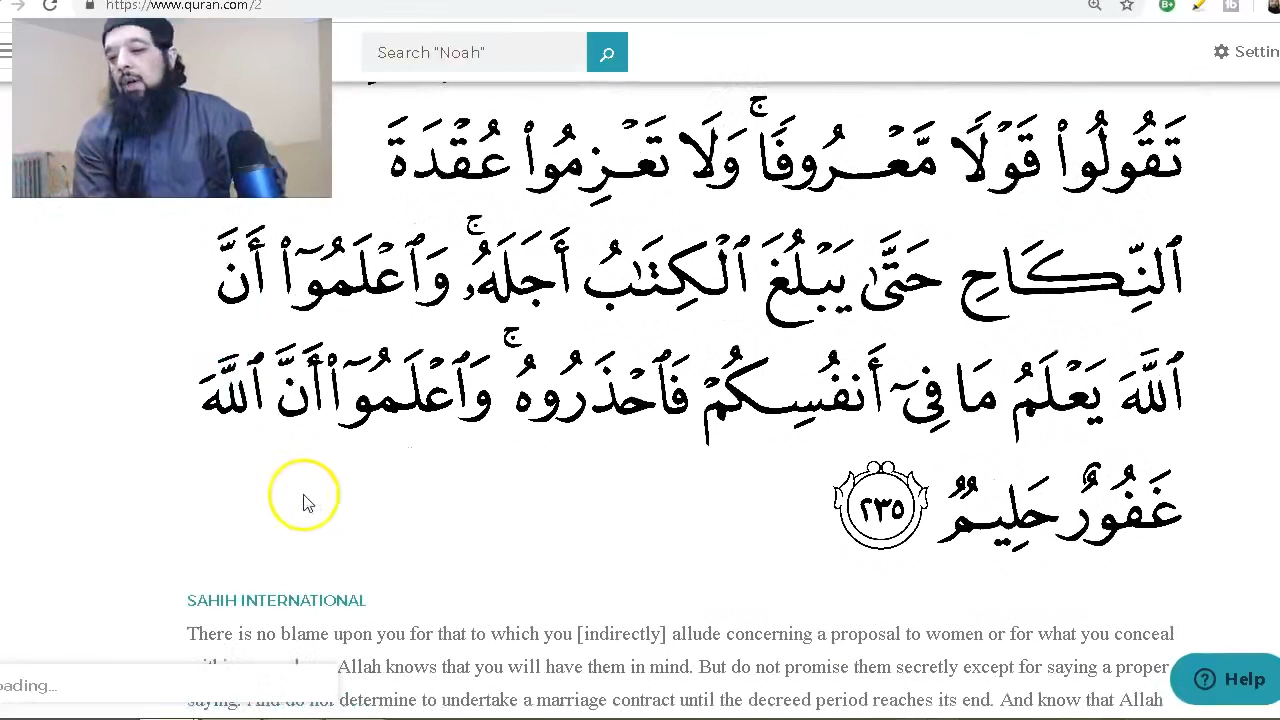 https://www.quran.com/2
Search "Noah"
Settin
تَقُولُوا۟ قَوْلًا مَّعْرُوفًا ۚ وَلَا تَعْزِمُوا۟ عُقْدَةَ
ٱلنِّكَاحِ حَتَّىٰ يَبْلُغَ ٱلْكِتَـٰبُ أَجَلَهُۥ ۚ وَٱعْلَمُوٓا۟ أَنَّ
ٱللَّهَ يَعْلَمُ مَا فِىٓ أَنفُسِكُمْ فَٱحْذَرُوهُ ۚ وَٱعْلَمُوٓا۟ أَنَّ ٱللَّهَ
غَفُورٌ حَلِيمٌ ٢٣٥
SAHIH INTERNATIONAL
There is no blame upon you for that to which you [indirectly] allude concerning a proposal to women or for what you conceal
Allah knows that you will have them in mind. But do not promise them secretly except for saying a proper
saying. And do not determine to undertake a marriage contract until the decreed period reaches its end. And know that Allah
oading...
Help